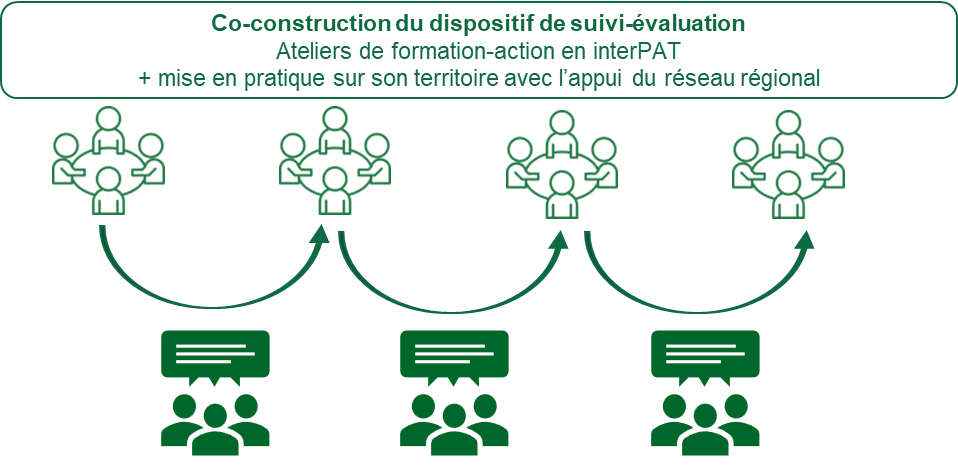 Co-construction du dispositif de suivi-évaluation
Ateliers de formation-action en interPAT
+ mise en pratique sur son territoire avec l’appui du réseau régional